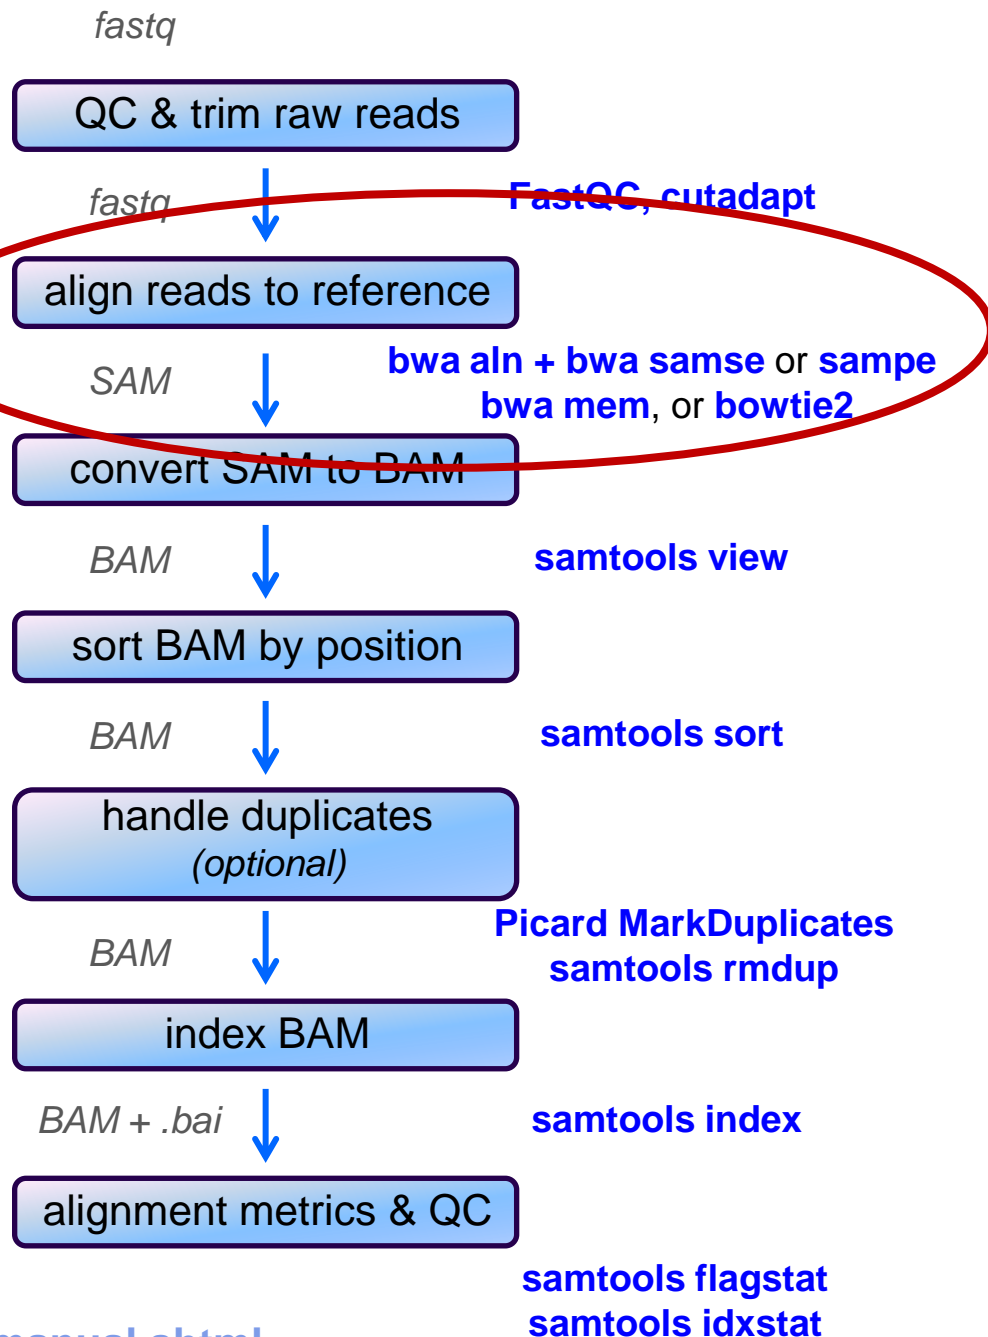 fastq
QC & trim raw reads
fastq
FastQC, cutadapt
align reads to reference
SAM
bwa aln + bwa samse or sampe
bwa mem, or bowtie2
convert SAM to BAM
BAM
samtools view
sort BAM by position
BAM
samtools sort
handle duplicates
(optional)
BAM
Picard MarkDuplicates
samtools rmdup
index BAM
BAM + .bai
samtools index
alignment metrics & QC
samtools flagstat
samtools idxstat
manual.shtml